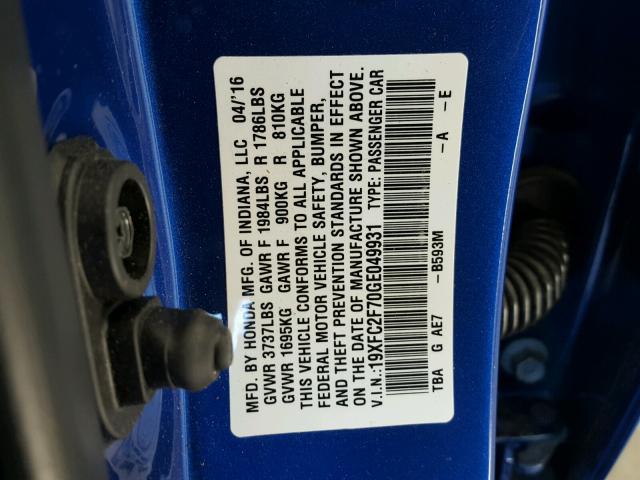 MFD. BY HONDA MFG. OF INDIANA, LLC 04/'16
GVWR 3737LBS GAWR F 1984LBS R 1786LBS
GVWR 1695KG GAWR F 900KG R 810KG
THIS VEHICLE CONFORMS TO ALL APPLICABLE
FEDERAL MOTOR VEHICLE SAFETY, BUMPER,
AND THEFT PREVENTION STANDARDS IN EFFECT
ON THE DATE OF MANUFACTURE SHOWN ABOVE.
V.I.N.:19XFC2F70GE049931 TYPE: PASSENGER CAR
TBA G AE7 -B593M -A -E